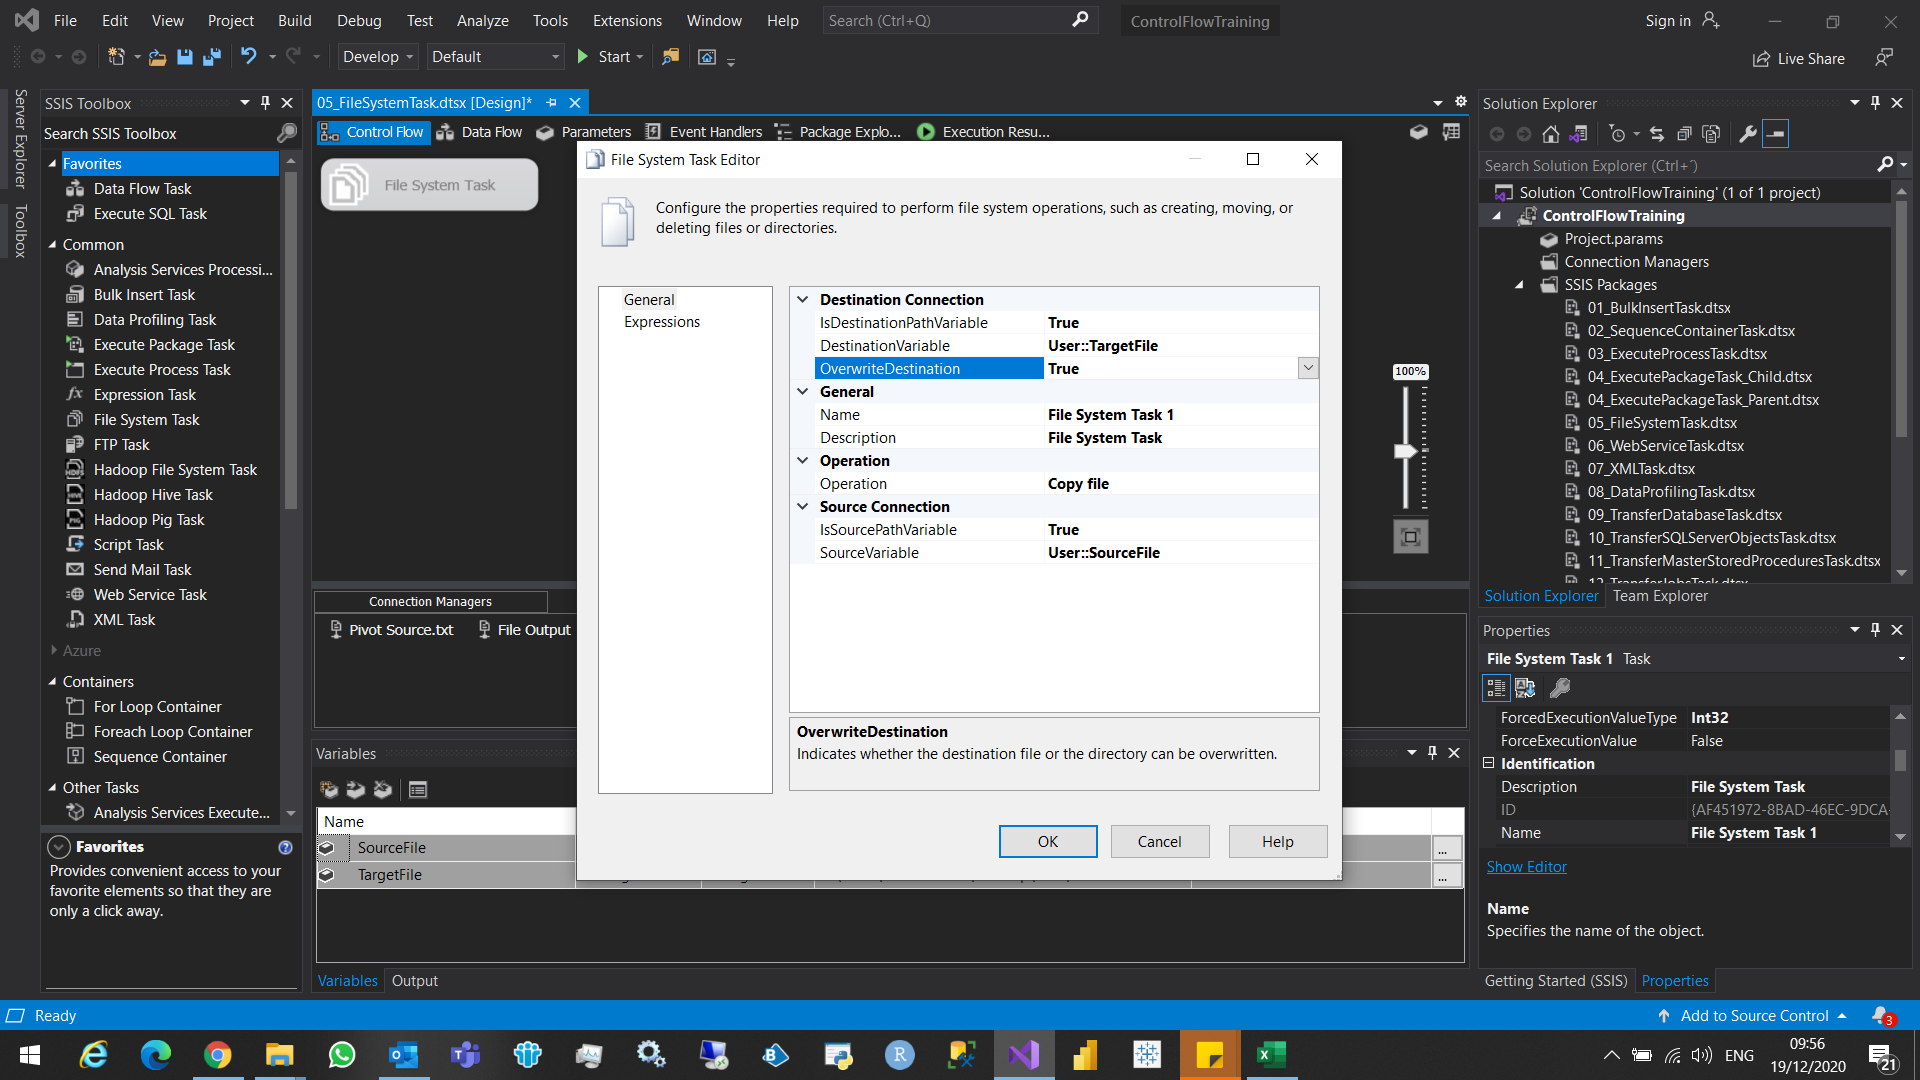 File Edit View Project Build Debug Test Analyze Tools Extensions Window Help Search (Ctrl+Q) ControlFlowTraining Sign in
Develop Default Start Live Share
Server Explorer
Toolbox
SSIS Toolbox
Search SSIS Toolbox
Favorites
Data Flow Task
Execute SQL Task
Common
Analysis Services Processi...
Bulk Insert Task
Data Profiling Task
Execute Package Task
Execute Process Task
Expression Task
File System Task
FTP Task
Hadoop File System Task
Hadoop Hive Task
Hadoop Pig Task
Script Task
Send Mail Task
Web Service Task
XML Task
Azure
Containers
For Loop Container
Foreach Loop Container
Sequence Container
Other Tasks
Analysis Services Execute...
Favorites
Provides convenient access to your
favorite elements so that they are
only a click away.
05_FileSystemTask.dtsx [Design]*
Control Flow Data Flow Parameters Event Handlers Package Explo... Execution Resu...
File System Task
File System Task Editor
Configure the properties required to perform file system operations, such as creating, moving, or
deleting files or directories.
General
Expressions
Destination Connection
IsDestinationPathVariable True
DestinationVariable User::TargetFile
OverwriteDestination True
General
Name File System Task 1
Description File System Task
Operation
Operation Copy file
Source Connection
IsSourcePathVariable True
SourceVariable User::SourceFile
OverwriteDestination
Indicates whether the destination file or the directory can be overwritten.
OK Cancel Help
100%
Connection Managers
Pivot Source.txt File Output
Variables
Name
SourceFile ...
TargetFile ...
Variables Output
Solution Explorer
Search Solution Explorer (Ctrl+´)
Solution 'ControlFlowTraining' (1 of 1 project)
ControlFlowTraining
Project.params
Connection Managers
SSIS Packages
01_BulkInsertTask.dtsx
02_SequenceContainerTask.dtsx
03_ExecuteProcessTask.dtsx
04_ExecutePackageTask_Child.dtsx
04_ExecutePackageTask_Parent.dtsx
05_FileSystemTask.dtsx
06_WebServiceTask.dtsx
07_XMLTask.dtsx
08_DataProfilingTask.dtsx
09_TransferDatabaseTask.dtsx
10_TransferSQLServerObjectsTask.dtsx
11_TransferMasterStoredProceduresTask.dtsx
12_TransferJobsTask.dtsx
Solution Explorer Team Explorer
Properties
File System Task 1 Task
ForcedExecutionValueType Int32
ForceExecutionValue False
Identification
Description File System Task
ID {AF451972-8BAD-46EC-9DCA-
Name File System Task 1
Show Editor
Name
Specifies the name of the object.
Getting Started (SSIS) Properties
Ready Add to Source Control 3
ENG
09:56
19/12/2020
21